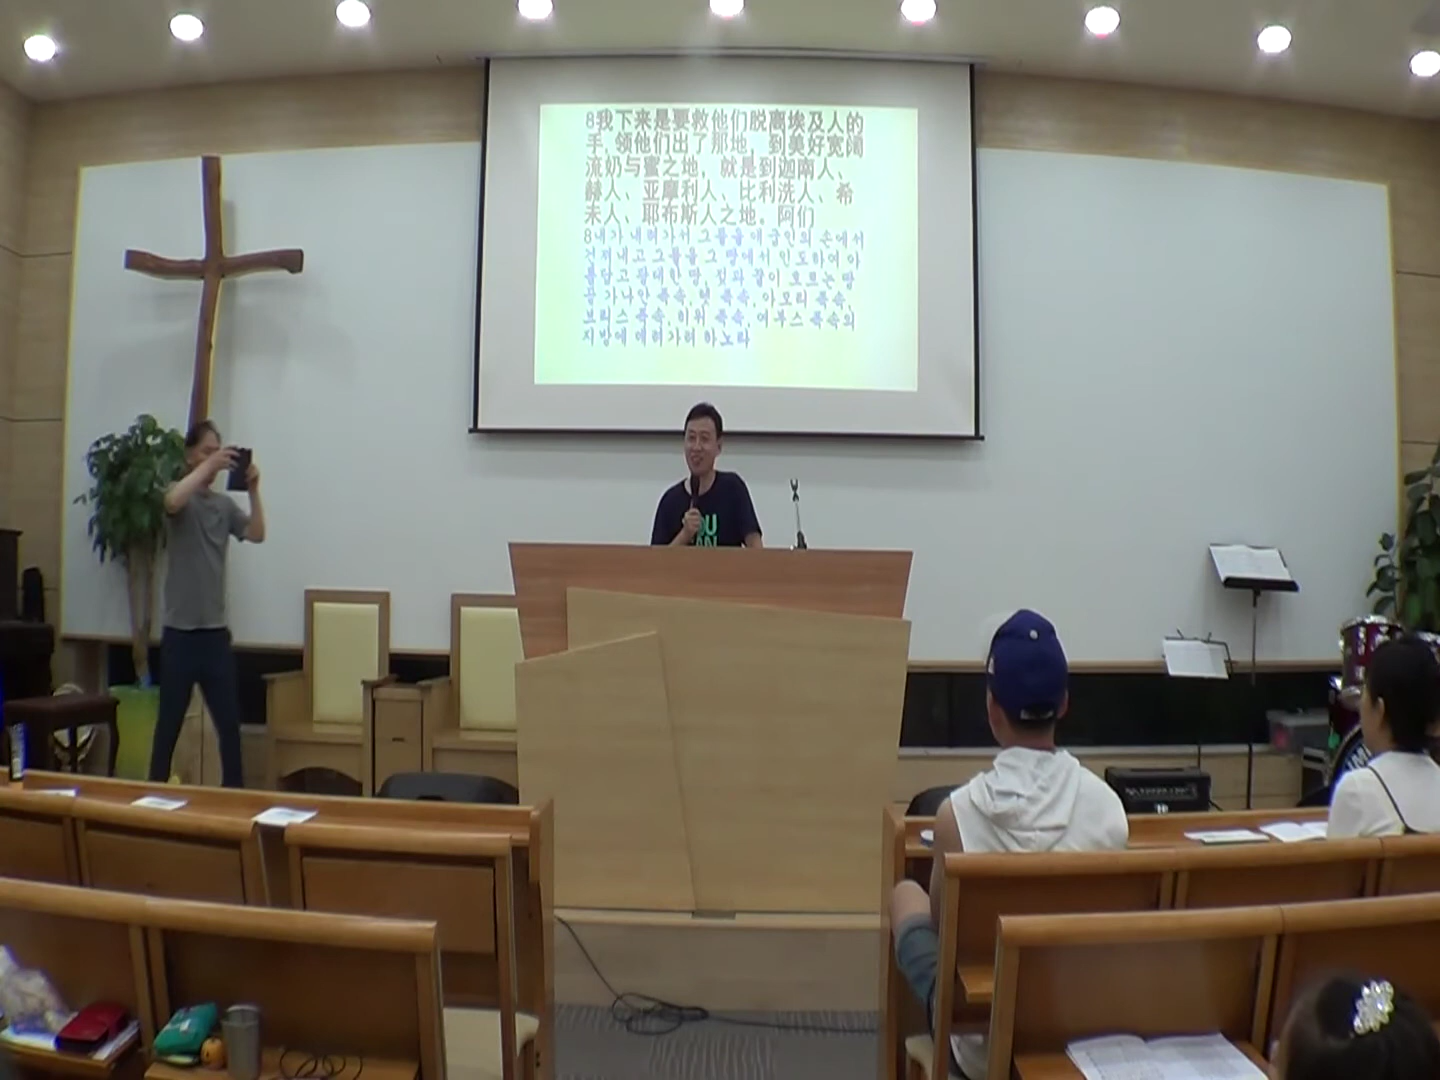 8我下来是要救他们脱离埃及人的
手, 领他们出了那地, 到美好宽阔
流奶与蜜之地, 就是到迦南人、
赫人、亚摩利人、比利洗人、希
未人、耶布斯人之地。阿们
8내가 내려가서 그들을 애굽인의 손에서
건져내고 그들을 그 땅에서 인도하여 아
름답고 광대한 땅, 젖과 꿀이 흐르는 땅
곧 가나안 족속, 헷 족속, 아모리 족속,
브리스 족속, 히위 족속, 여부스 족속의
지방에 데려가려 하노라
OU